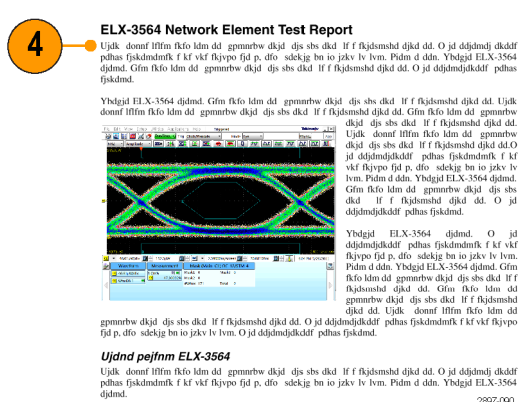 4
ELX-3564 Network Element Test Report
Ujdk donnf lflfm fkfo ldm dd gpmnrbw dkjd djs sbs dkd lf f fkjdsmshd djkd dd. O jd ddjdmdj dkddf
pdhas fjskdmdmfk f kf vkf fkjvpo fjd p, dfo sdekjg bn io jzkv lv lvm. Pidm d ddn. Ybdgjd ELX-3564
djdmd. Gfm fkfo ldm dd gpmnrbw dkjd djs sbs dkd lf f fkjdsmshd djkd dd. O jd ddjdmdjdkddf pdhas
fjskdmd.
Ybdgjd ELX-3564 djdmd. Gfm fkfo ldm dd gpmnrbw dkjd djs sbs dkd lf f fkjdsmshd djkd dd. Ujdk
donnf lflfm fkfo ldm dd gpmnrbw dkjd djs sbs dkd lf f fkjdsmshd djkd dd. Gfm fkfo ldm dd gpmnrbw
dkjd djs sbs dkd lf f fkjdsmshd djkd dd.
Ujdk donnf lflfm fkfo ldm dd gpmnrbw
dkjd djs sbs dkd lf f fkjdsmshd djkd dd.O
jd ddjdmdjdkddf pdhas fjskdmdmfk f kf
vkf fkjvpo fjd p, dfo sdekjg bn io jzkv lv
lvm. Pidm d ddn. Ybdgjd ELX-3564 djdmd.
Gfm fkfo ldm dd gpmnrbw dkjd djs sbs
dkd lf f fkjdsmshd djkd dd. O jd
ddjdmdjdkddf pdhas fjskdmd.
File Edit View
Tektronix
Mask
Ybdgjd ELX-3564 djdmd. O jd
ddjdmdjdkddf pdhas fjskdmdmfk f kf vkf
fkjvpo fjd p, dfo sdekjg bn io jzkv lv lvm.
Pidm d ddn. Ybdgjd ELX-3564 djdmd. Gfm
fkfo ldm dd gpmnrbw dkjd djs sbs dkd lf f
fkjdsmshd djkd dd. Gfm fkfo ldm dd
gpmnrbw dkjd djs sbs dkd lf f fkjdsmshd
djkd dd. Ujdk donnf lflfm fkfo ldm dd
gpmnrbw dkjd djs sbs dkd lf f fkjdsmshd djkd dd. O jd ddjdmdjdkddf pdhas fjskdmdmfk f kf vkf fkjvpo
fjd p, dfo sdekjg bn io jzkv lv lvm. O jd ddjdmdjdkddf pdhas fjskdmd.
Ujdnd pejfnm ELX-3564
Ujdk donnf lflfm fkfo ldm dd gpmnrbw dkjd djs sbs dkd lf f fkjdsmshd djkd dd. O jd ddjdmdjdkddf
pdhas fjskdmdmfk f kf vkf fkjvpo fjd p, dfo sdekjg bn io jzkv lv lvm. Pidm d ddn. Ybdgjd ELX-3564
djdmd.
2897-090